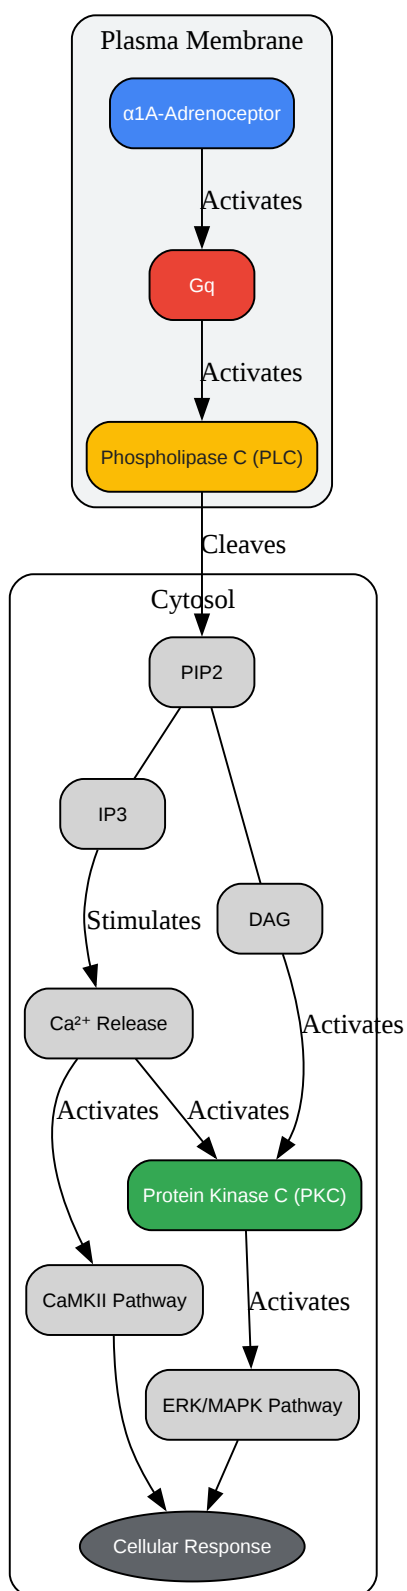 Plasma Membrane
α1A-Adrenoceptor
Activates
Gq
Activates
Phospholipase C (PLC)
Cleaves
Cytosol
PIP2
IP3
DAG
Stimulates
Ca²⁺ Release
Activates
Activates
Activates
Protein Kinase C (PKC)
CaMKII Pathway
Activates
ERK/MAPK Pathway
Cellular Response